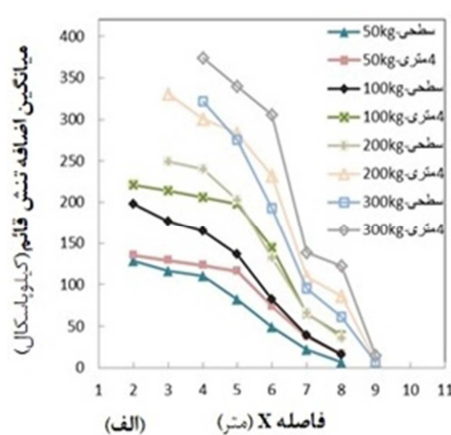 میانگین اضافه تنش قائم (کیلوپاسکال)
400
350
300
250
200
150
100
50
0
سطحی-50kg
4متری-50kg
سطحی-100kg
4متری-100kg
سطحی-200kg
4متری-200kg
سطحی-300kg
4متری-300kg
1 2 3 4 5 6 7 8 9 10 11
فاصله X (متر)
(الف)